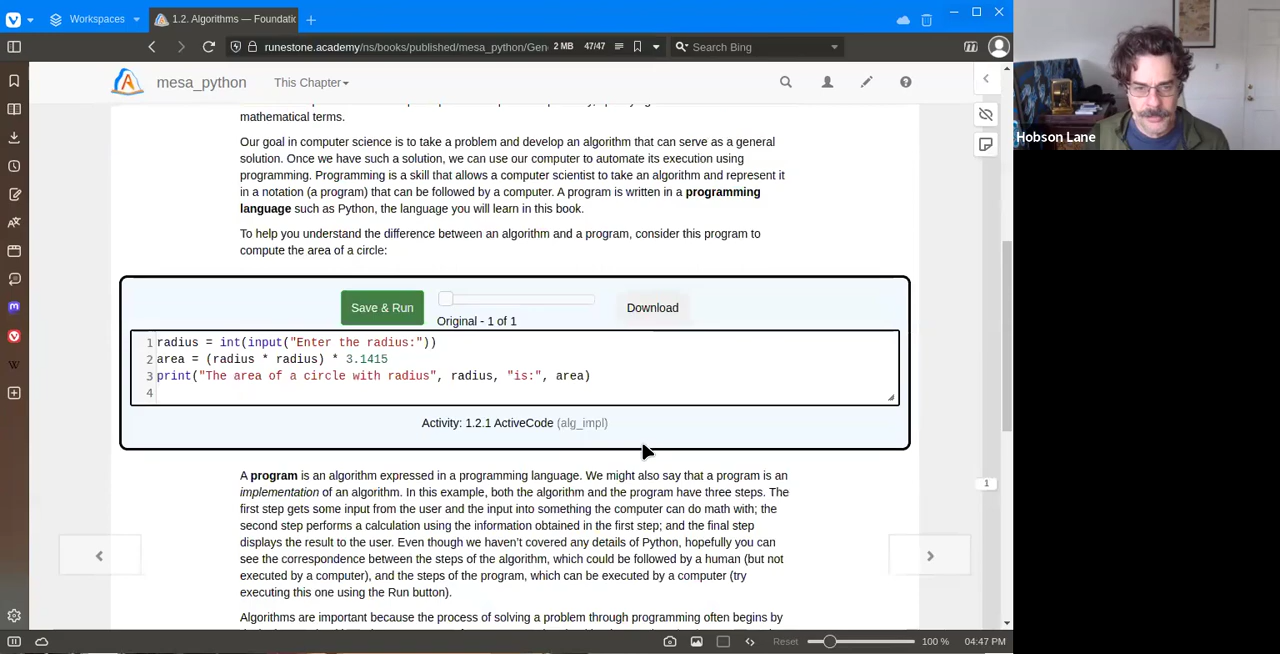 Workspaces
1.2. Algorithms — Foundatio
runestone.academy/ns/books/published/mesa_python/Gen
2 MB
47/47
Search Bing
mesa_python
This Chapter
mathematical terms.
Our goal in computer science is to take a problem and develop an algorithm that can serve as a general
solution. Once we have such a solution, we can use our computer to automate its execution using
programming. Programming is a skill that allows a computer scientist to take an algorithm and represent it
in a notation (a program) that can be followed by a computer. A program is written in a programming
language such as Python, the language you will learn in this book.
To help you understand the difference between an algorithm and a program, consider this program to
compute the area of a circle:
Save & Run
Original - 1 of 1
Download
1 radius = int(input("Enter the radius:"))
2 area = (radius * radius) * 3.1415
3 print("The area of a circle with radius", radius, "is:", area)
4
Activity: 1.2.1 ActiveCode (alg_impl)
A program is an algorithm expressed in a programming language. We might also say that a program is an
implementation of an algorithm. In this example, both the algorithm and the program have three steps. The
first step gets some input from the user and the input into something the computer can do math with; the
second step performs a calculation using the information obtained in the first step; and the final step
displays the result to the user. Even though we haven't covered any details of Python, hopefully you can
see the correspondence between the steps of the algorithm, which could be followed by a human (but not
executed by a computer), and the steps of the program, which can be executed by a computer (try
executing this one using the Run button).
Algorithms are important because the process of solving a problem through programming often begins by
1
Reset
100 %
04:47 PM
Hobson Lane